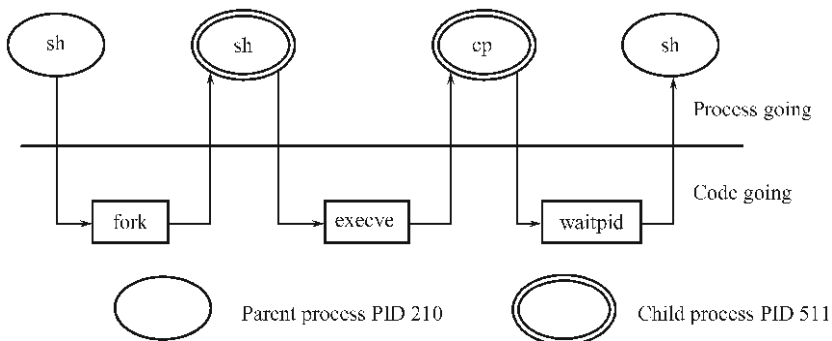 sh
sh
cp
sh
Process going
Code going
fork
execve
waitpid
Parent process PID 210
Child process PID 511